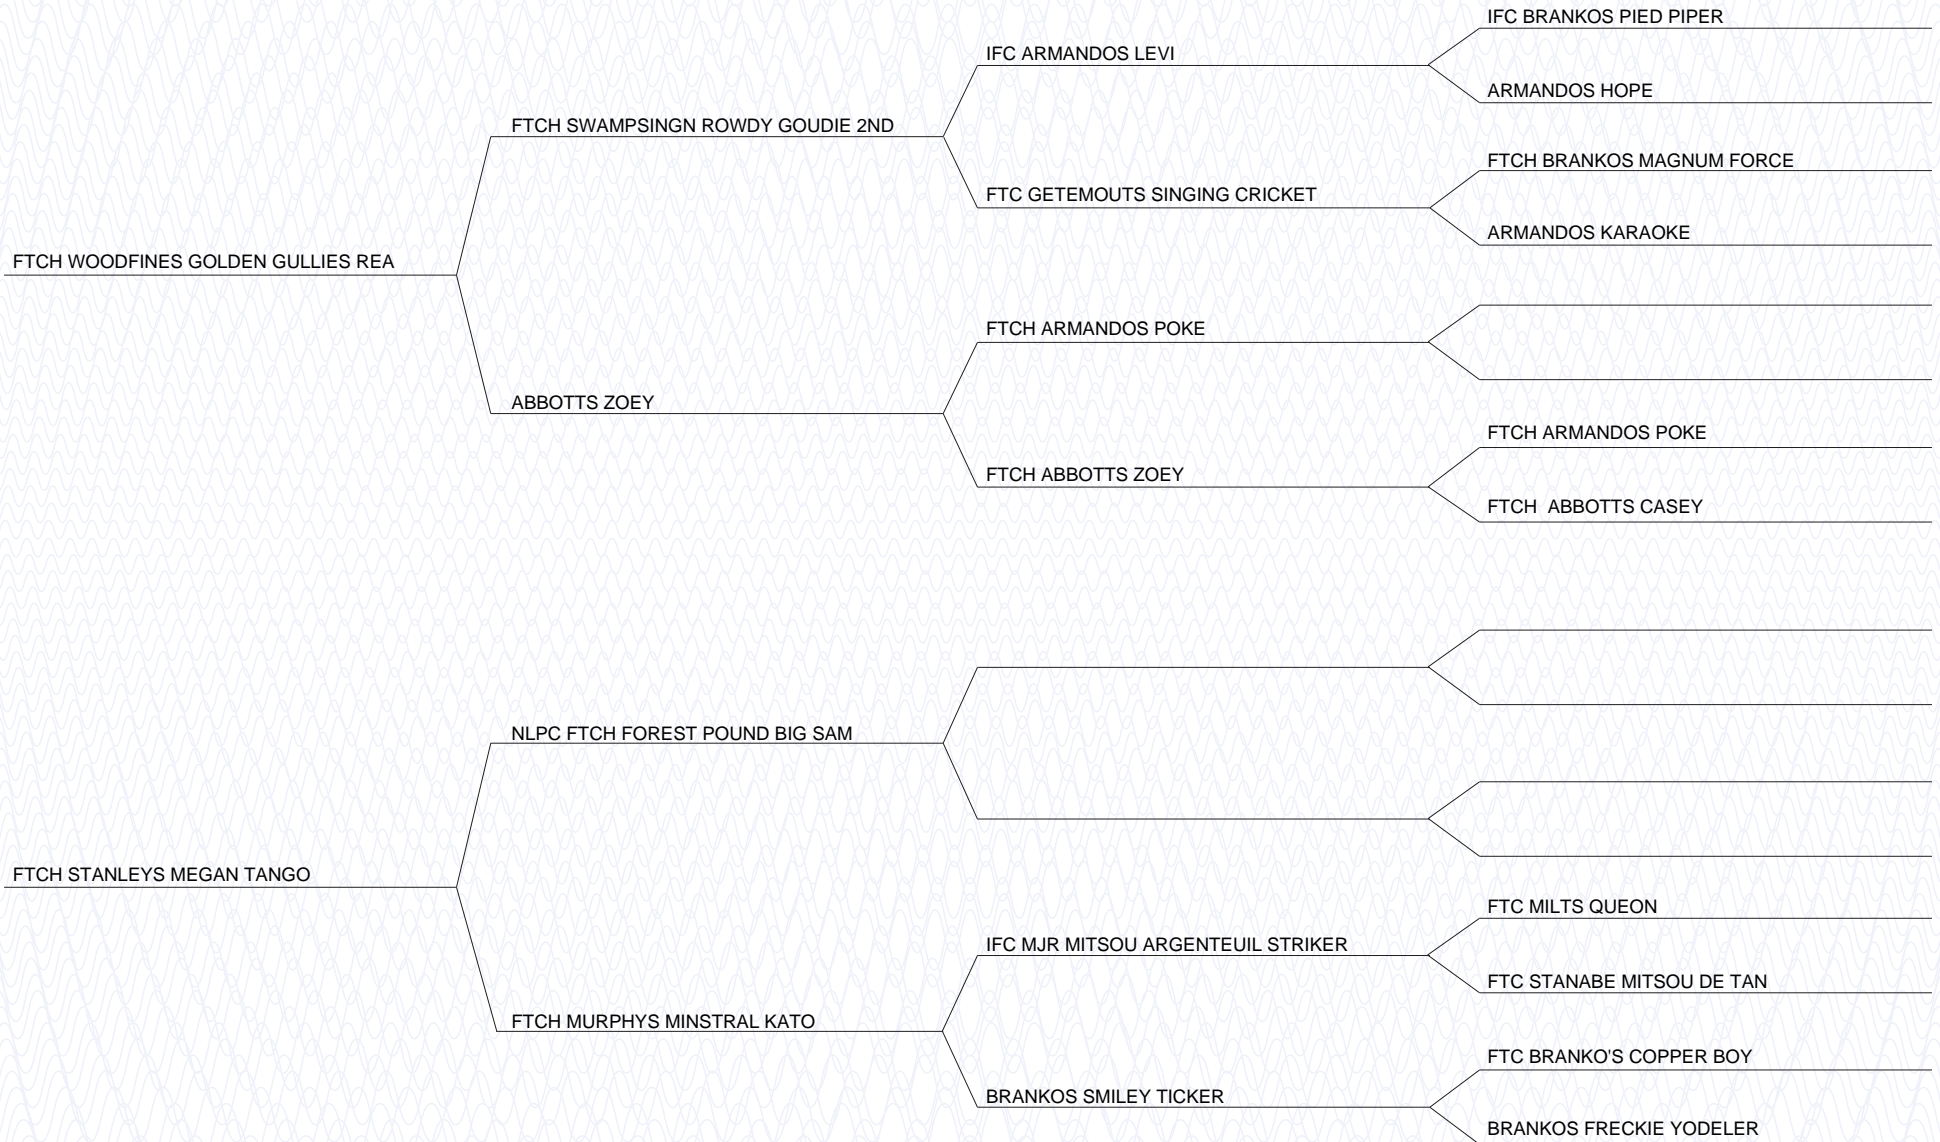 IFC BRANKOS PIED PIPER
IFC ARMANDOS LEVI
ARMANDOS HOPE
FTCH SWAMPSINGN ROWDY GOUDIE 2ND
FTCH BRANKOS MAGNUM FORCE
FTC GETEMOUTS SINGING CRICKET
ARMANDOS KARAOKE
FTCH WOODFINES GOLDEN GULLIES REA
FTCH ARMANDOS POKE
ABBOTTS ZOEY
FTCH ARMANDOS POKE
FTCH ABBOTTS ZOEY
FTCH  ABBOTTS CASEY
NLPC FTCH FOREST POUND BIG SAM
FTCH STANLEYS MEGAN TANGO
FTC MILTS QUEON
IFC MJR MITSOU ARGENTEUIL STRIKER
FTC STANABE MITSOU DE TAN
FTCH MURPHYS MINSTRAL KATO
FTC BRANKO'S COPPER BOY
BRANKOS SMILEY TICKER
BRANKOS FRECKIE YODELER